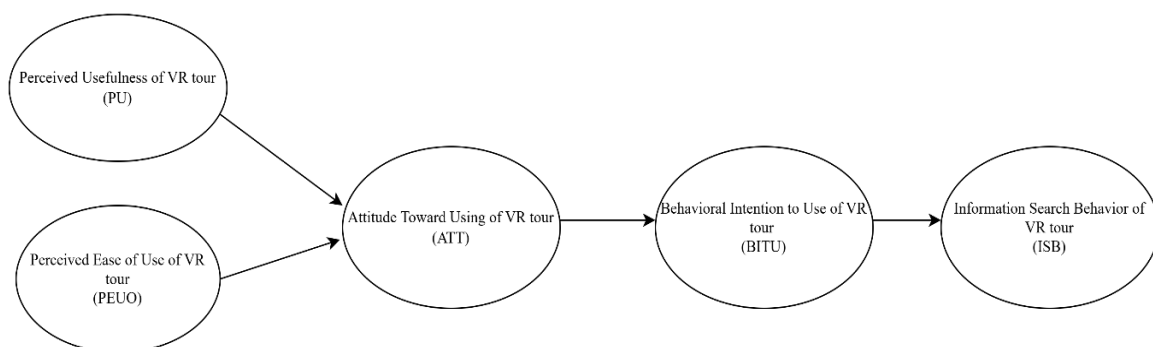 Perceived Usefulness of VR tour
(PU)
Perceived Ease of Use of VR
tour
(PEUO)
Attitude Toward Using of VR tour
(ATT)
Behavioral Intention to Use of VR
tour
(BITU)
Information Search Behavior of
VR tour
(ISB)